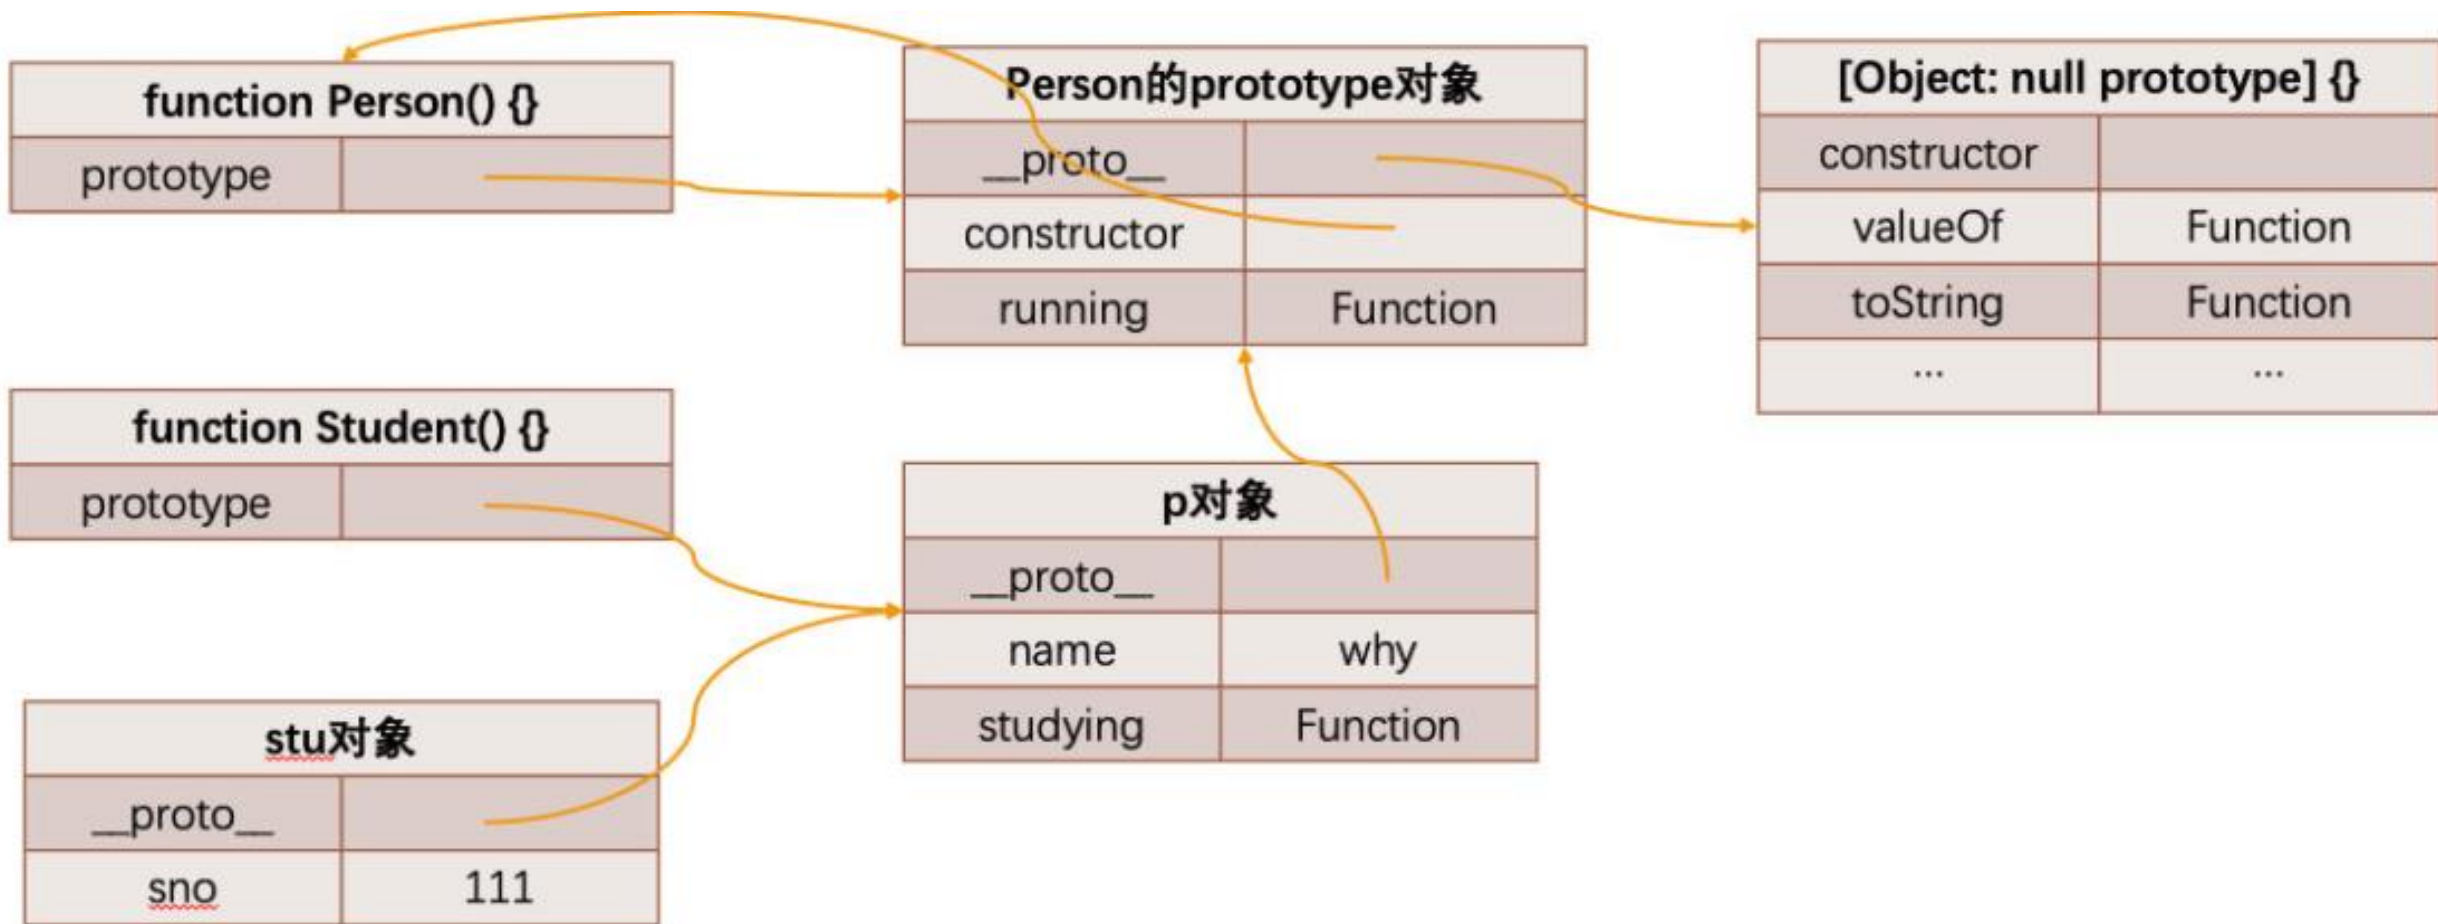 function Person() {}
prototype
Person的prototype对象
__proto__
constructor
running Function
[Object: null prototype] {}
constructor
valueOf Function
toString Function
... ...
function Student() {}
prototype
p对象
__proto__
name why
studying Function
stu对象
__proto__
sno 111